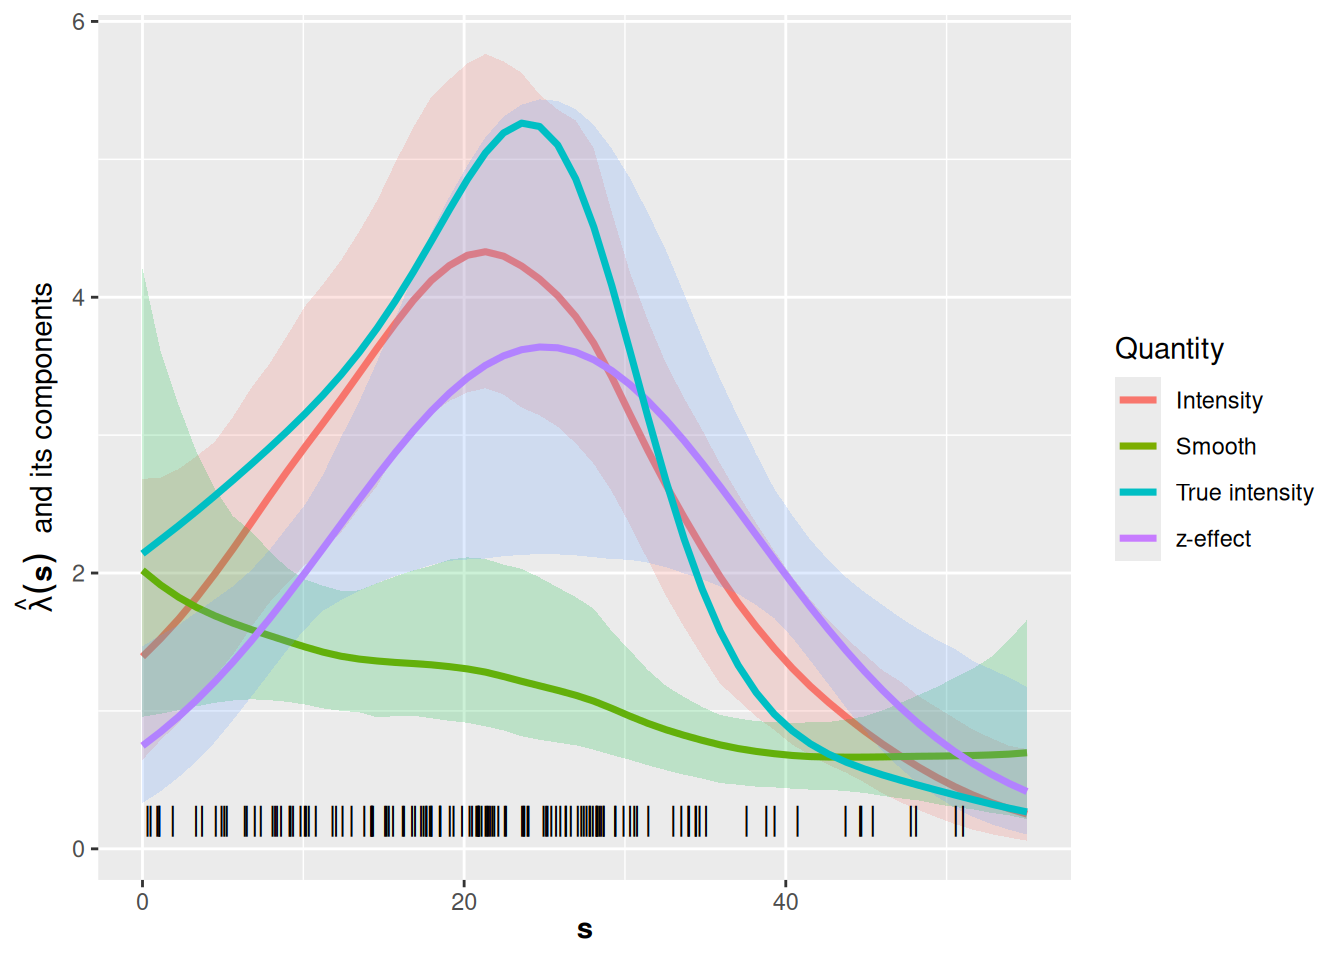 6
4
2
0
0
20
40
s
λ̂(s) and its components
Quantity
Intensity
Smooth
True intensity
z-effect